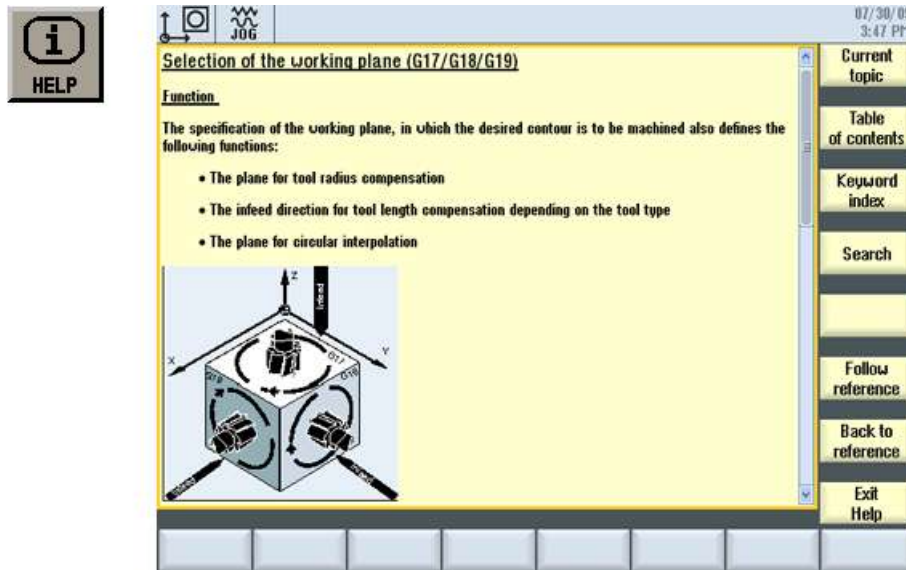 HELP
JOG
07/30/0
3:47 PM
Selection of the working plane (G17/G18/G19)
Function
The specification of the working plane, in which the desired contour is to be machined also defines the
following functions:
• The plane for tool radius compensation
• The infeed direction for tool length compensation depending on the tool type
• The plane for circular interpolation
Z
Infeed
X
Y
G17
G18
G19
Infeed
Infeed
Current
topic
Table
of contents
Keyword
index
Search
Follow
reference
Back to
reference
Exit
Help